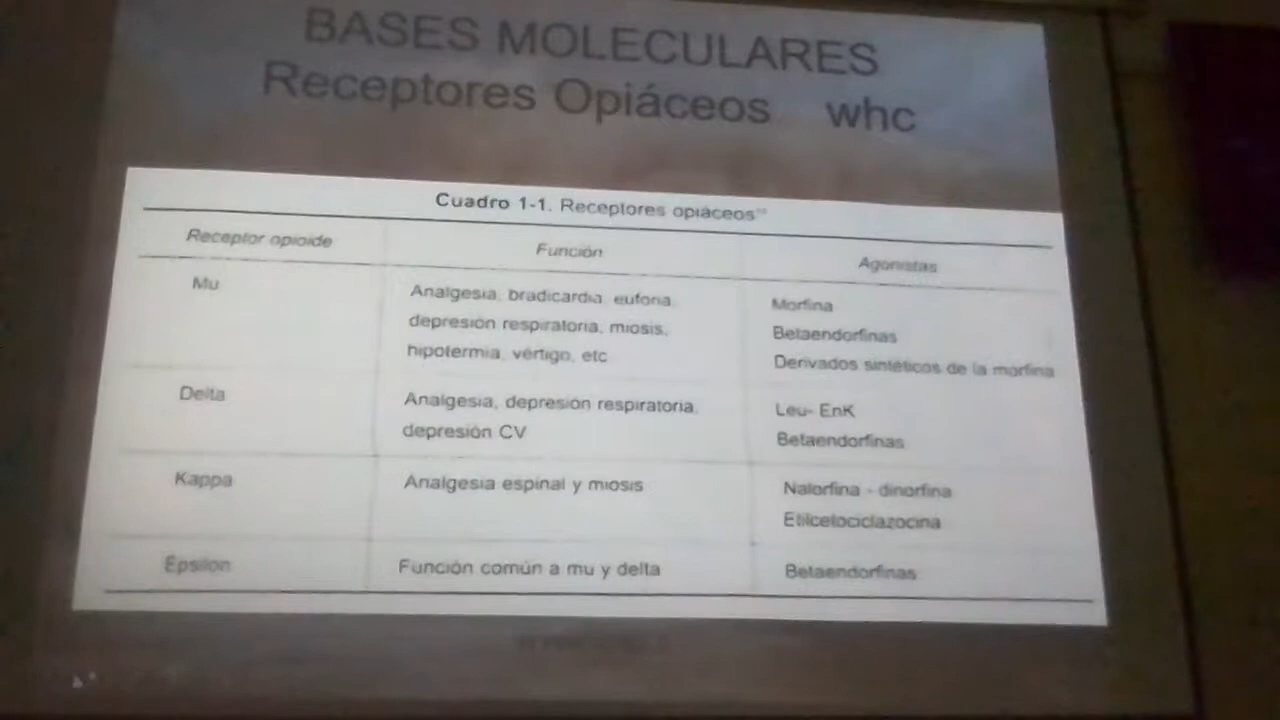 BASES MOLECULARES
Receptores Opiáceos whc
Cuadro 1-1. Receptores opiáceos
Receptor opioide Función Agonistas
Mu Analgesia, bradicardia, euforia, Morfina
depresión respiratoria, miosis, Betaendorfinas
hipotermia, vértigo, etc Derivados sintéticos de la morfina
Delta Analgesia, depresión respiratoria, Leu- EnK
depresión CV Betaendorfinas
Kappa Analgesia espinal y miosis Nalorfina - dinorfina
Etilcetociclazocina
Epsilon Función común a mu y delta Betaendorfinas